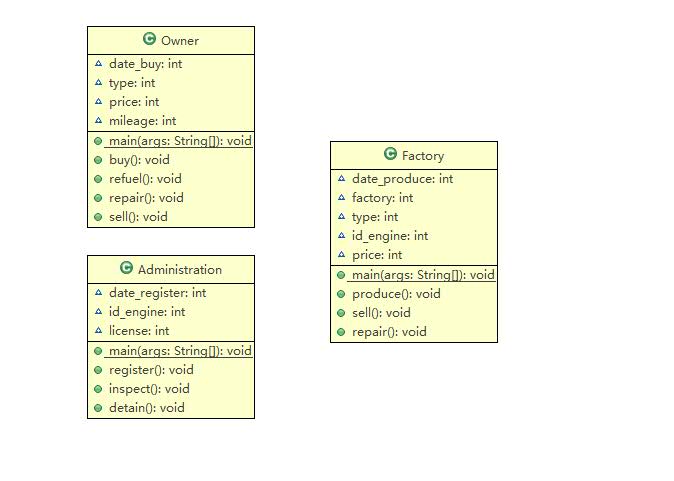 Owner
date_buy: int
type: int
price: int
mileage: int
main(args: String[]): void
buy(): void
refuel(): void
repair(): void
sell(): void
Administration
date_register: int
id_engine: int
license: int
main(args: String[]): void
register(): void
inspect(): void
detain(): void
Factory
date_produce: int
factory: int
type: int
id_engine: int
price: int
main(args: String[]): void
produce(): void
sell(): void
repair(): void